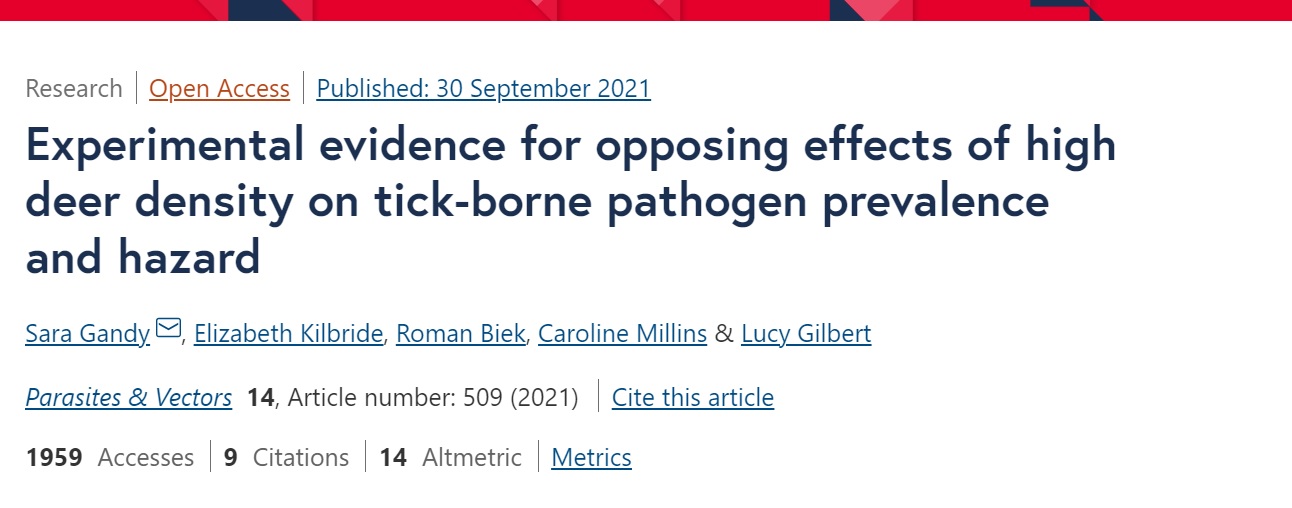 Research | Open Access | Published: 30 September 2021
Experimental evidence for opposing effects of high
deer density on tick-borne pathogen prevalence
and hazard
Sara Gandy, Elizabeth Kilbride, Roman Biek, Caroline Millins & Lucy Gilbert
Parasites & Vectors 14, Article number: 509 (2021) | Cite this article
1959 Accesses | 9 Citations | 14 Altmetric | Metrics